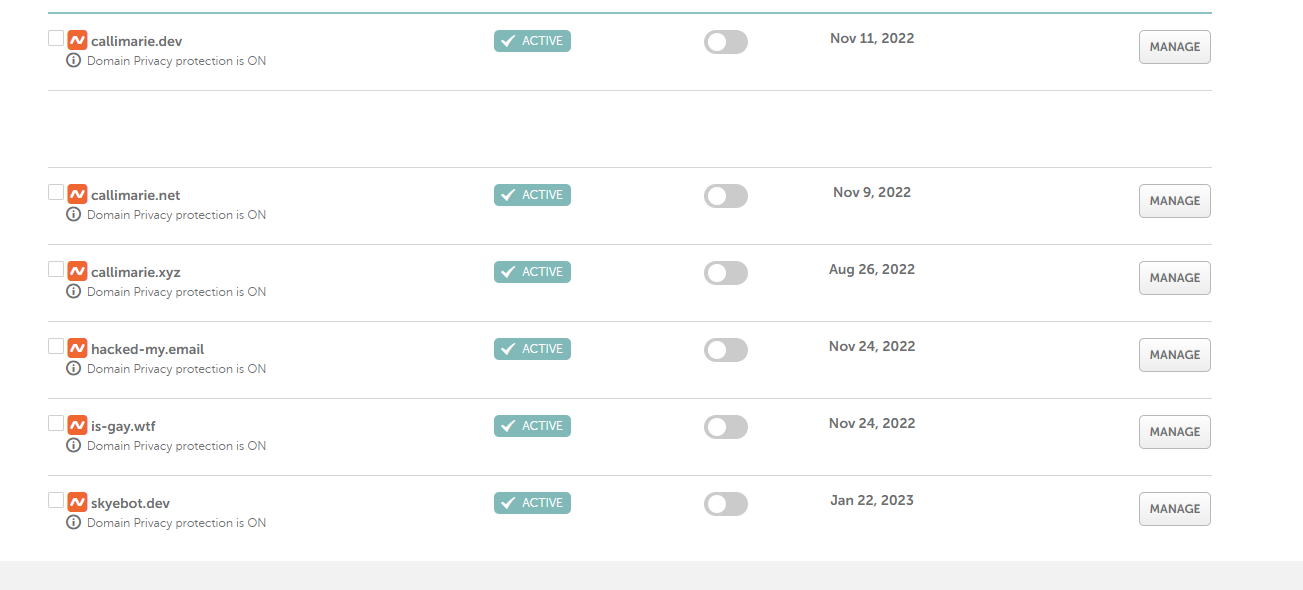 callimarie.dev ACTIVE Nov 11, 2022 MANAGE
Domain Privacy protection is ON
callimarie.net ACTIVE Nov 9, 2022 MANAGE
Domain Privacy protection is ON
callimarie.xyz ACTIVE Aug 26, 2022 MANAGE
Domain Privacy protection is ON
hacked-my.email ACTIVE Nov 24, 2022 MANAGE
Domain Privacy protection is ON
is-gay.wtf ACTIVE Nov 24, 2022 MANAGE
Domain Privacy protection is ON
skyebot.dev ACTIVE Jan 22, 2023 MANAGE
Domain Privacy protection is ON